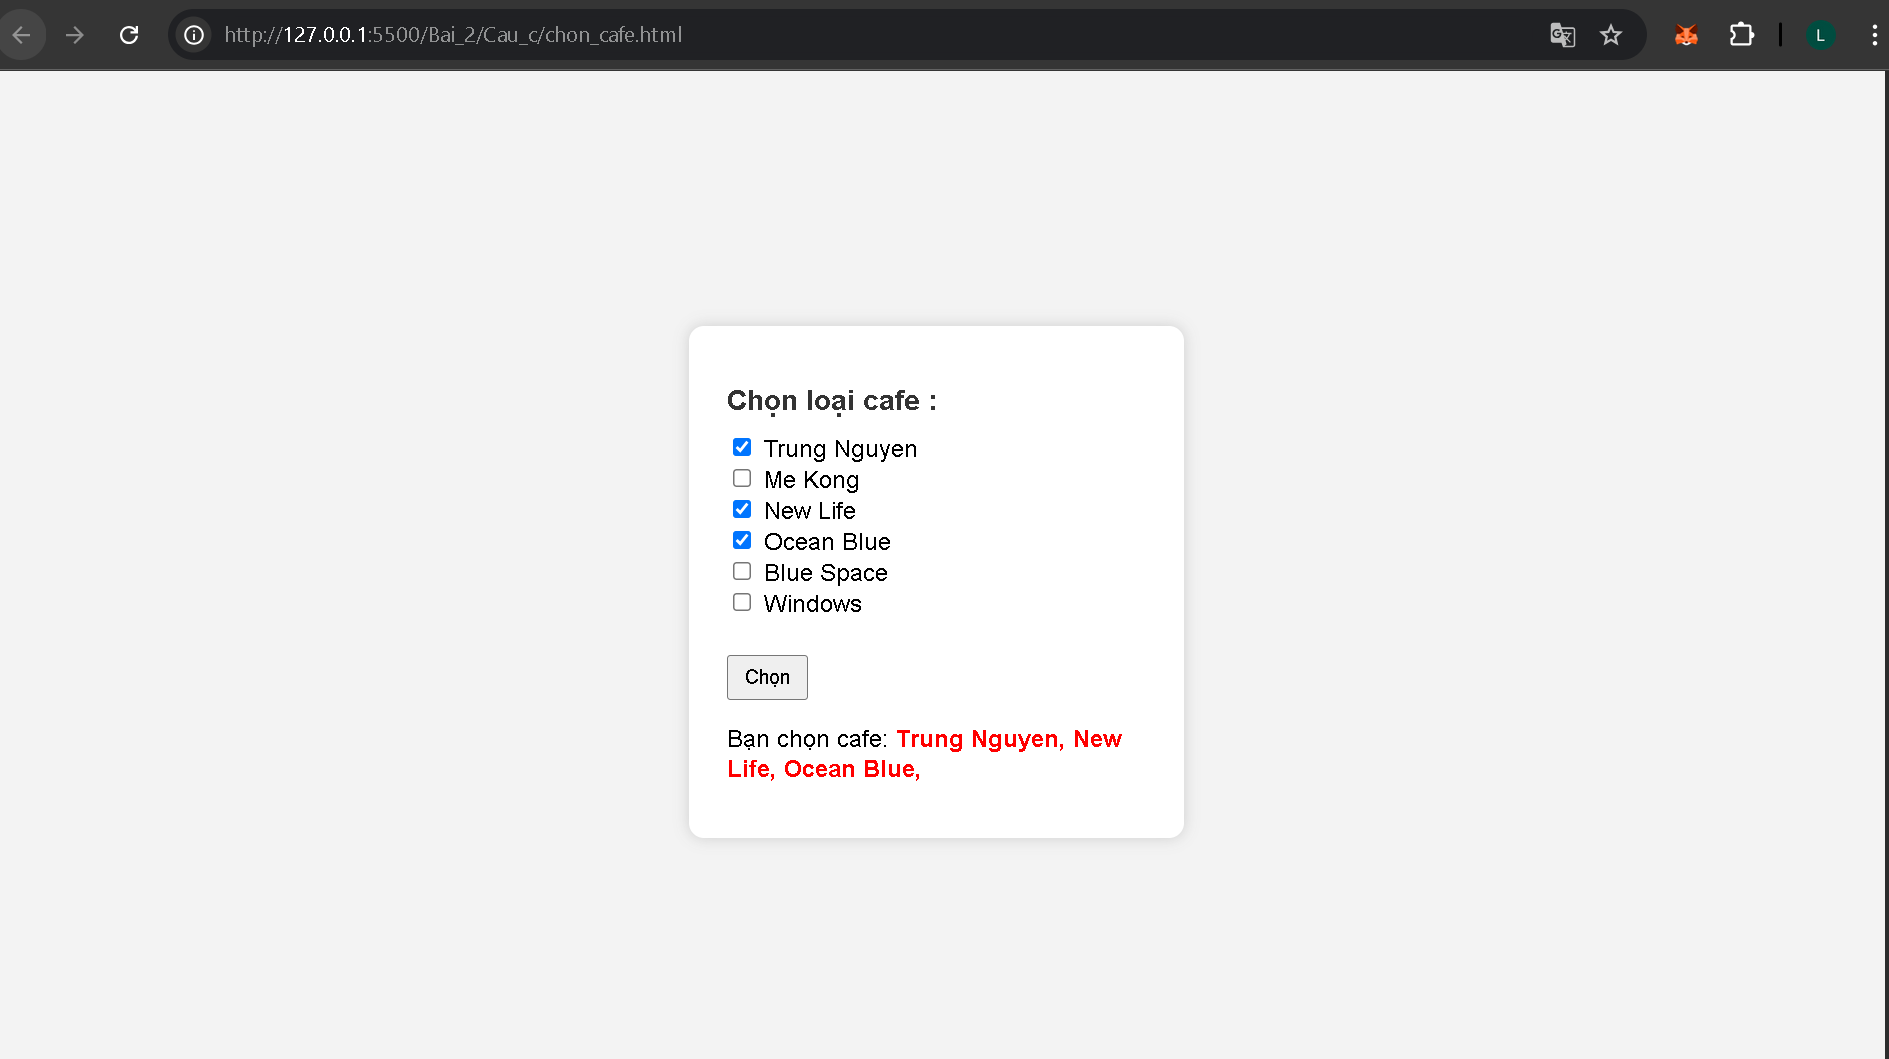 http://127.0.0.1:5500/Bai_2/Cau_c/chon_cafe.html
L
Chọn loại cafe :
Trung Nguyen
Me Kong
New Life
Ocean Blue
Blue Space
Windows
Chọn
Bạn chọn cafe: Trung Nguyen, New
Life, Ocean Blue,